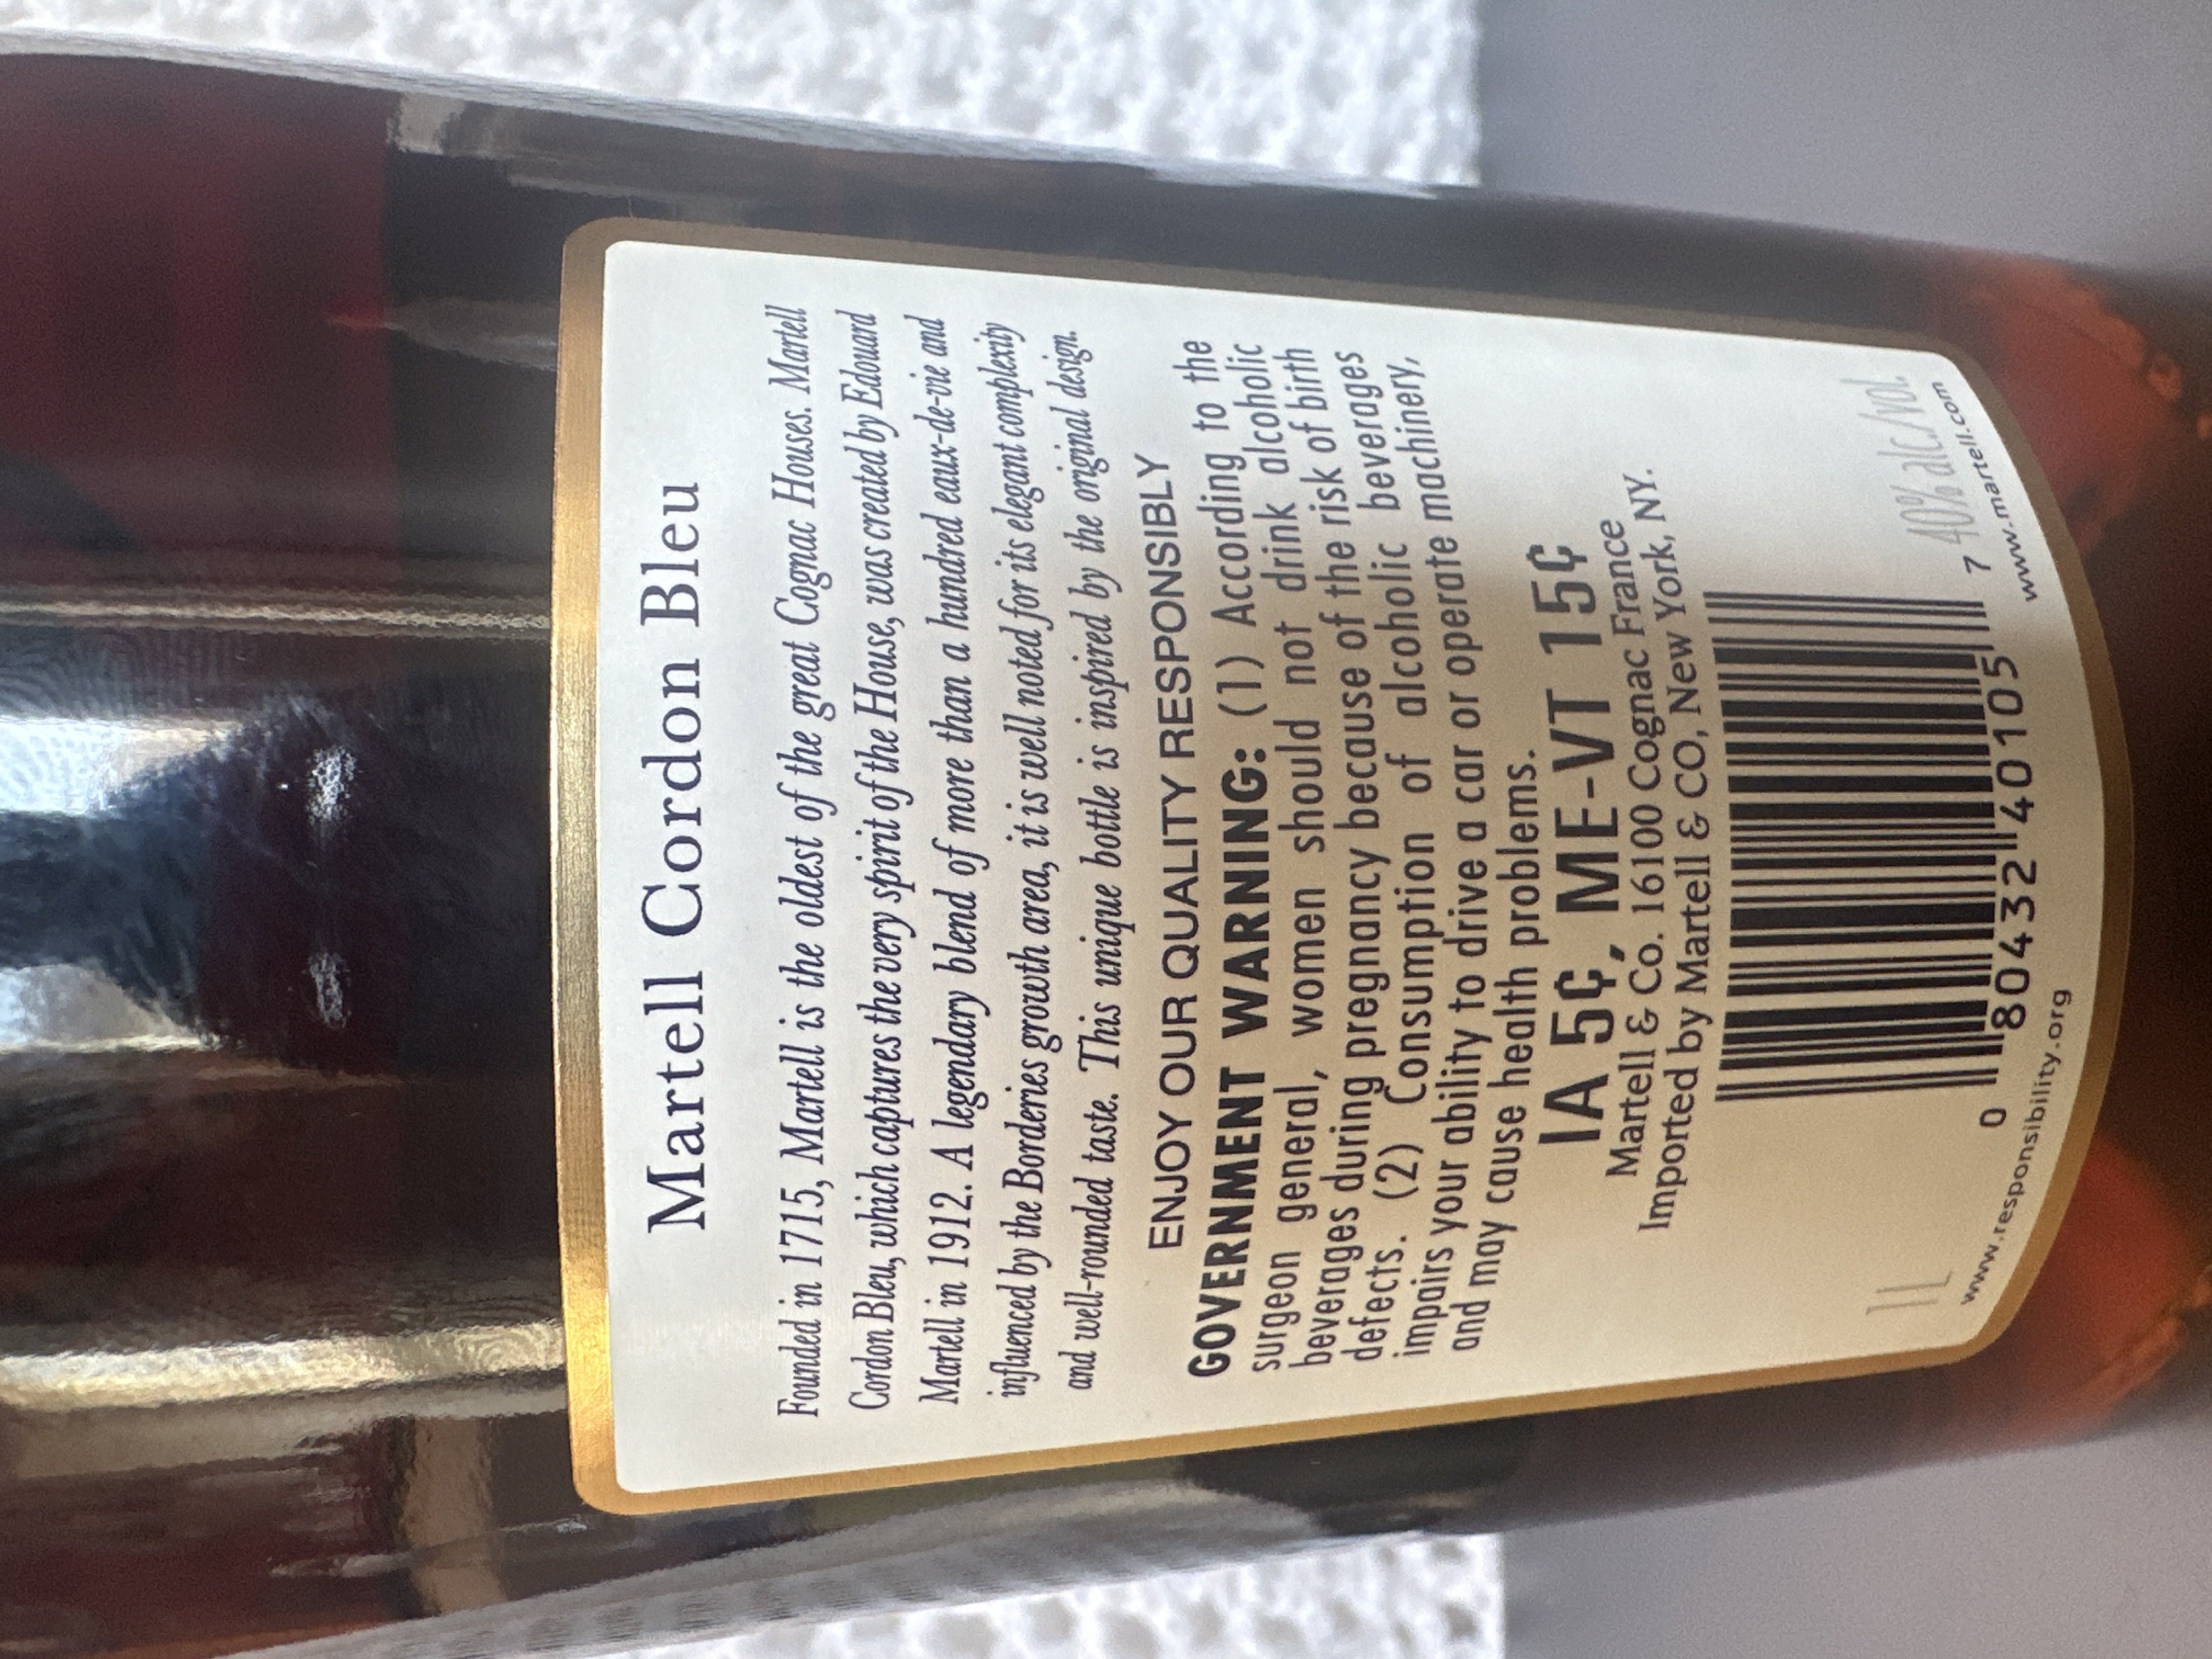 Martell Cordon Bleu
Founded in 1715, Martell is the oldest of the great Cognac Houses. Martell
Cordon Bleu, which captures the very spirit of the House, was created by Edouard
Martell in 1912. A legendary blend of more than a hundred eaux-de-vie and
influenced by the Borderies growth area, it is well noted for its elegant complexity
and well-rounded taste. This unique bottle is inspired by the original design.
ENJOY OUR QUALITY RESPONSIBLY
GOVERNMENT WARNING: (1) According to the
surgeon general, women should not drink alcoholic
beverages during pregnancy because of the risk of birth
defects. (2) Consumption of alcoholic beverages
impairs your ability to drive a car or operate machinery,
and may cause health problems.
IA 5¢, ME-VT 15¢
Martell & Co. 16100 Cognac France
Imported by Martell & CO, New York, NY.
1L
40% alc./vol.
0 80432 40105 7
www.responsibility.org
www.martell.com